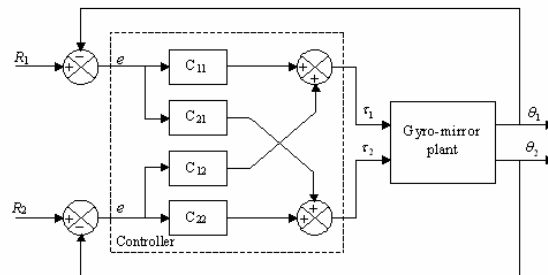 R₁
+
−
e
C₁₁
+
+
C₂₁
τ₁
Gyro-mirror
plant
θ₁
θ₂
C₁₂
τ₂
R₂
+
−
e
C₂₂
+
+
Controller